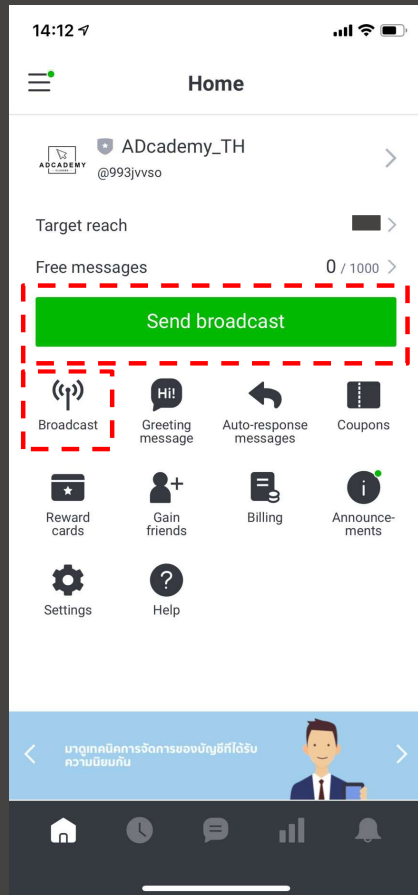 14:12
Home
ADCADEMY
ADcademy_TH
@993jvvso
Target reach
Free messages 0 / 1000
Send broadcast
Broadcast
Hi!
Greeting
message
Auto-response
messages
Coupons
Reward
cards
Gain
friends
Billing
Announce-
ments
Settings
Help
มาดูเทคนิคการจัดการของบัญชีที่ได้รับ
ความนิยมกัน